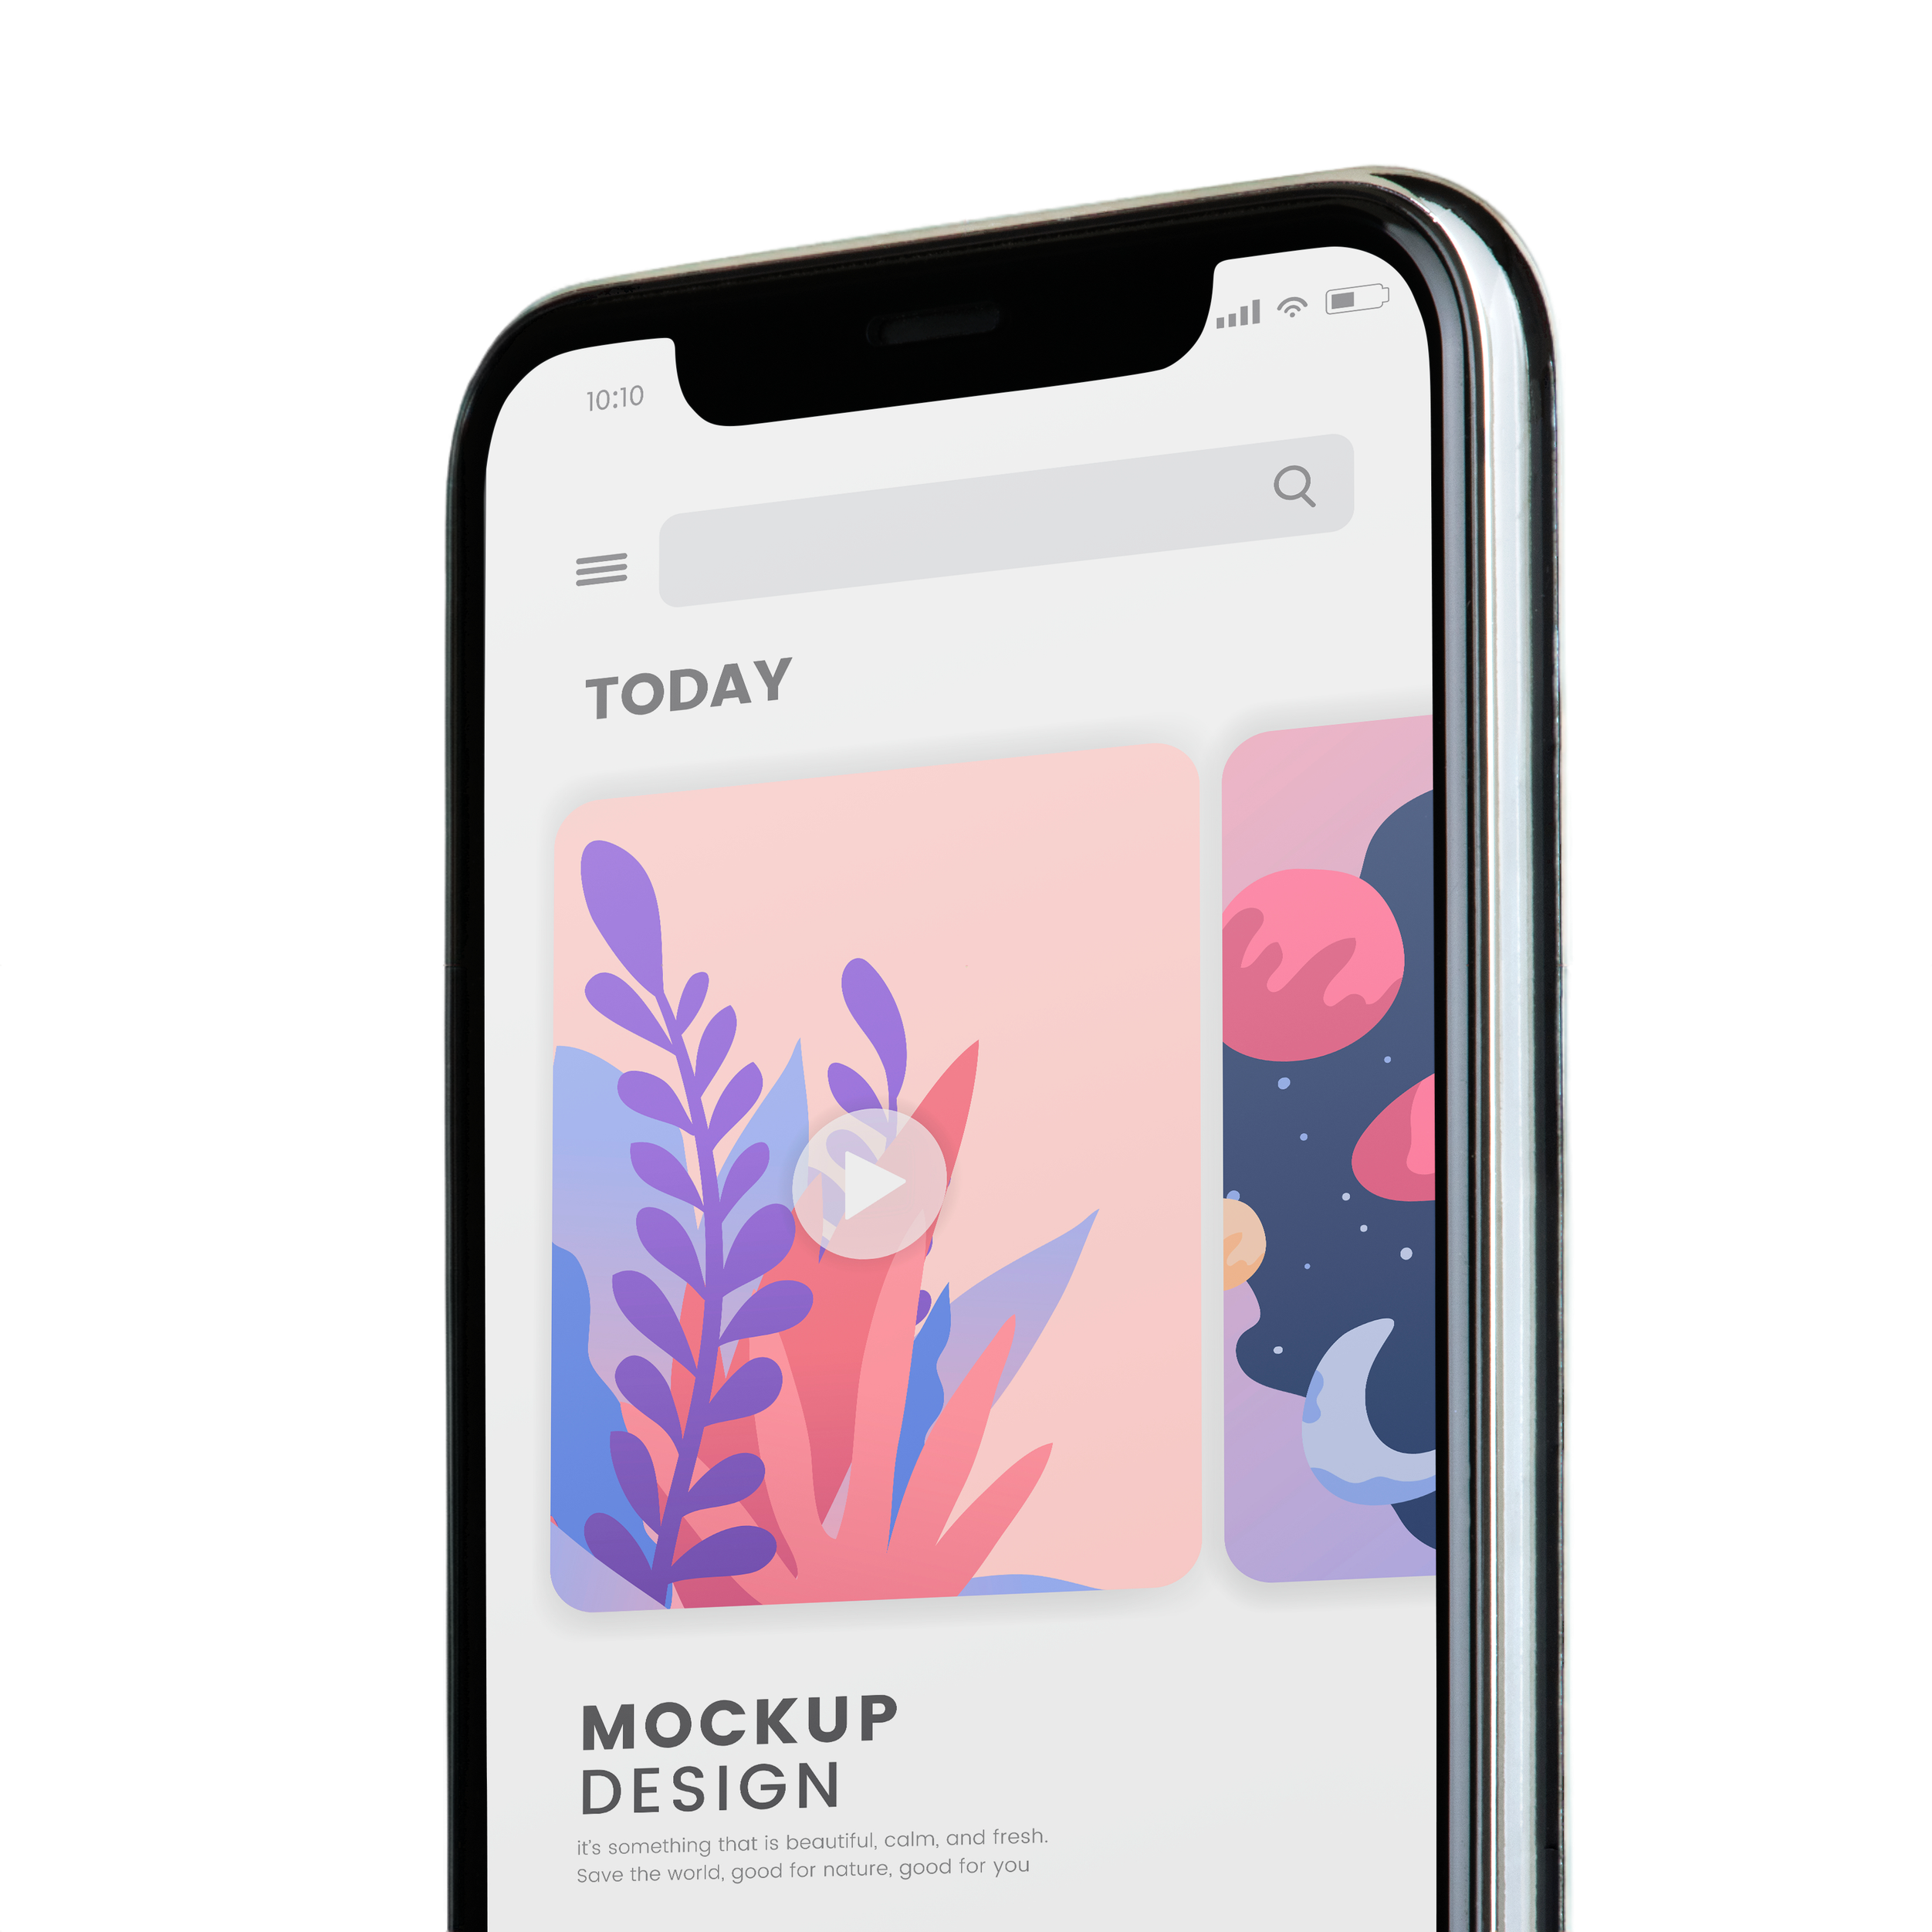 10:10
TODAY
MOCKUP
DESIGN
it's something that is beautiful, calm, and fresh.
Save the world, good for nature, good for you